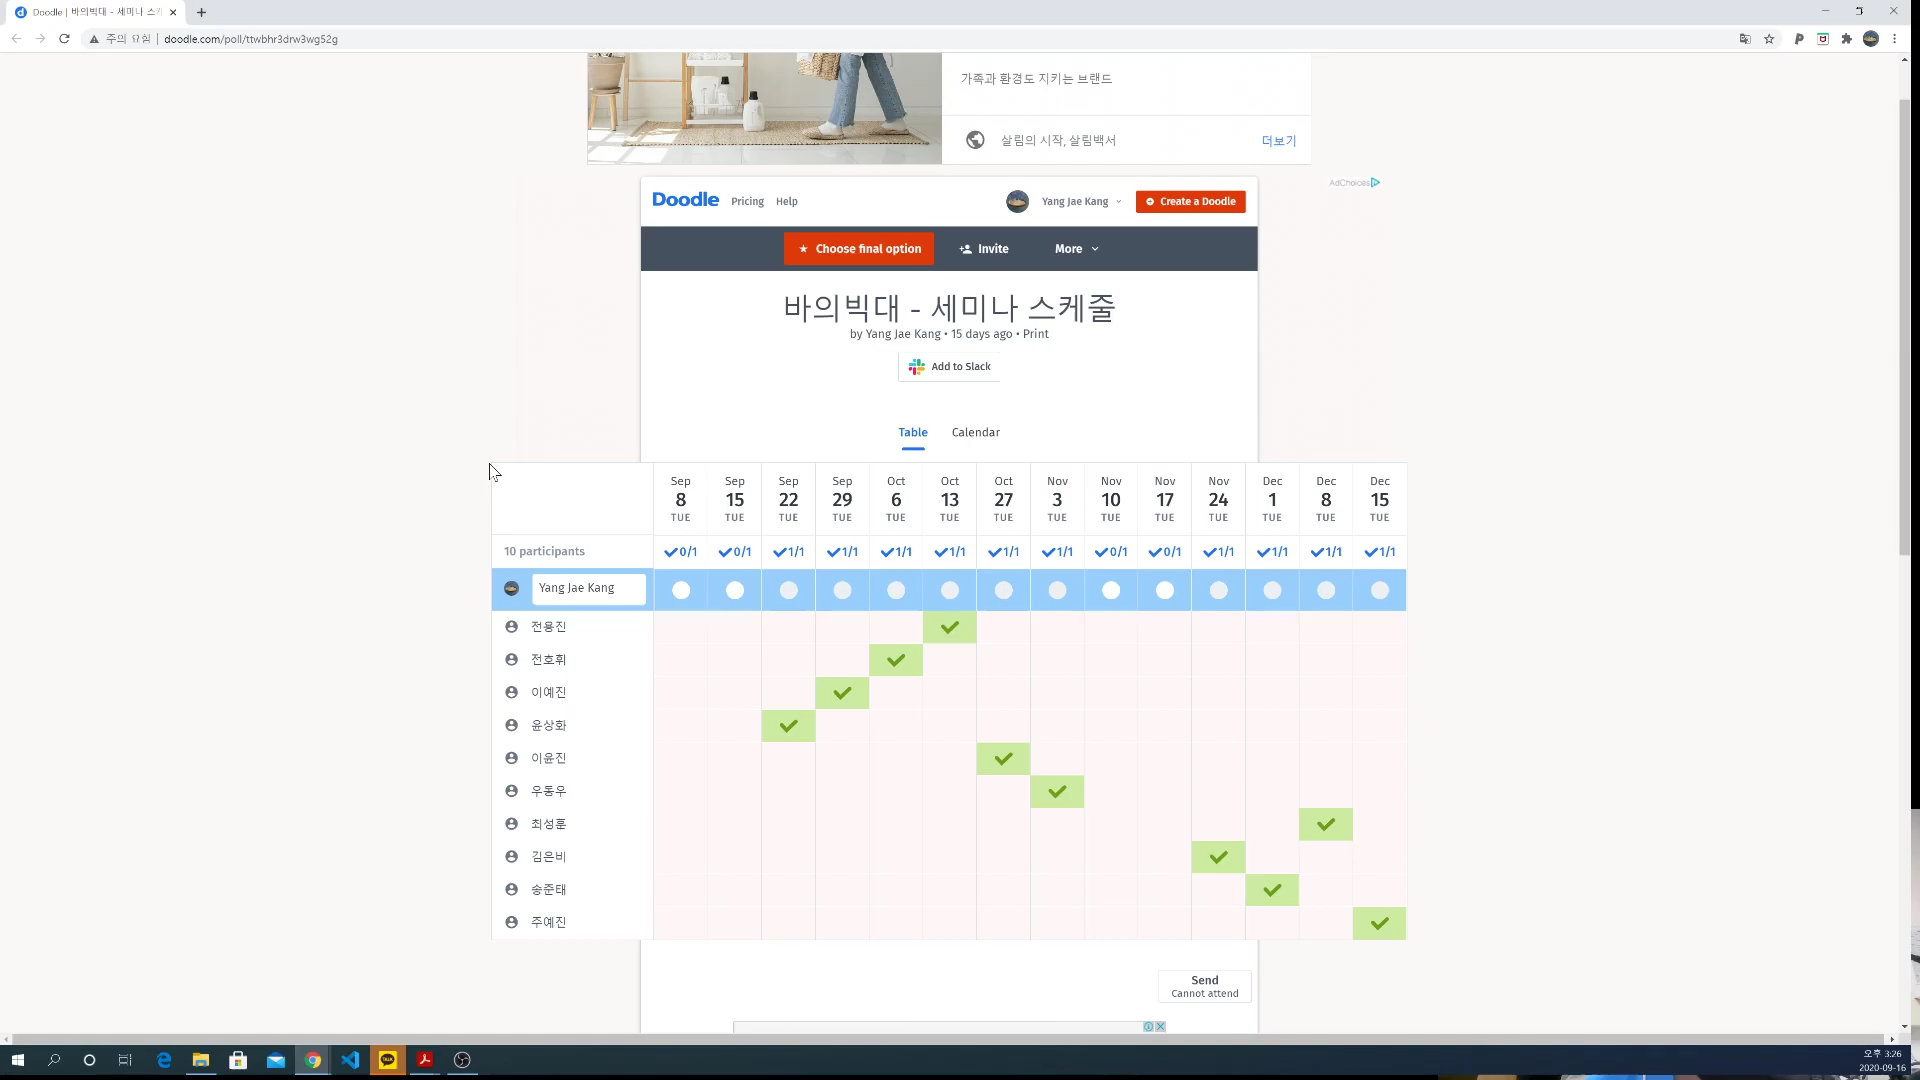 Doodle | 바의빅대 - 세미나 스케
주의 요함 | doodle.com/poll/ttwbhr3drw3wg52g
가족과 환경도 지키는 브랜드
살림의 시작, 살림백서 더보기
AdChoices
Doodle Pricing Help Yang Jae Kang Create a Doodle
Choose final option Invite More
바의빅대 - 세미나 스케줄
by Yang Jae Kang • 15 days ago • Print
Add to Slack
Table Calendar
Sep Sep Sep Sep Oct Oct Oct Nov Nov Nov Nov Dec Dec Dec
8 15 22 29 6 13 27 3 10 17 24 1 8 15
TUE TUE TUE TUE TUE TUE TUE TUE TUE TUE TUE TUE TUE TUE
10 participants 0/1 0/1 1/1 1/1 1/1 1/1 1/1 1/1 0/1 0/1 1/1 1/1 1/1 1/1
Yang Jae Kang
전용진
전호휘
이예진
윤상화
이윤진
우동우
최성훈
김은비
송준태
주예진
Send
Cannot attend
TALK
오후 3:26
2020-09-16